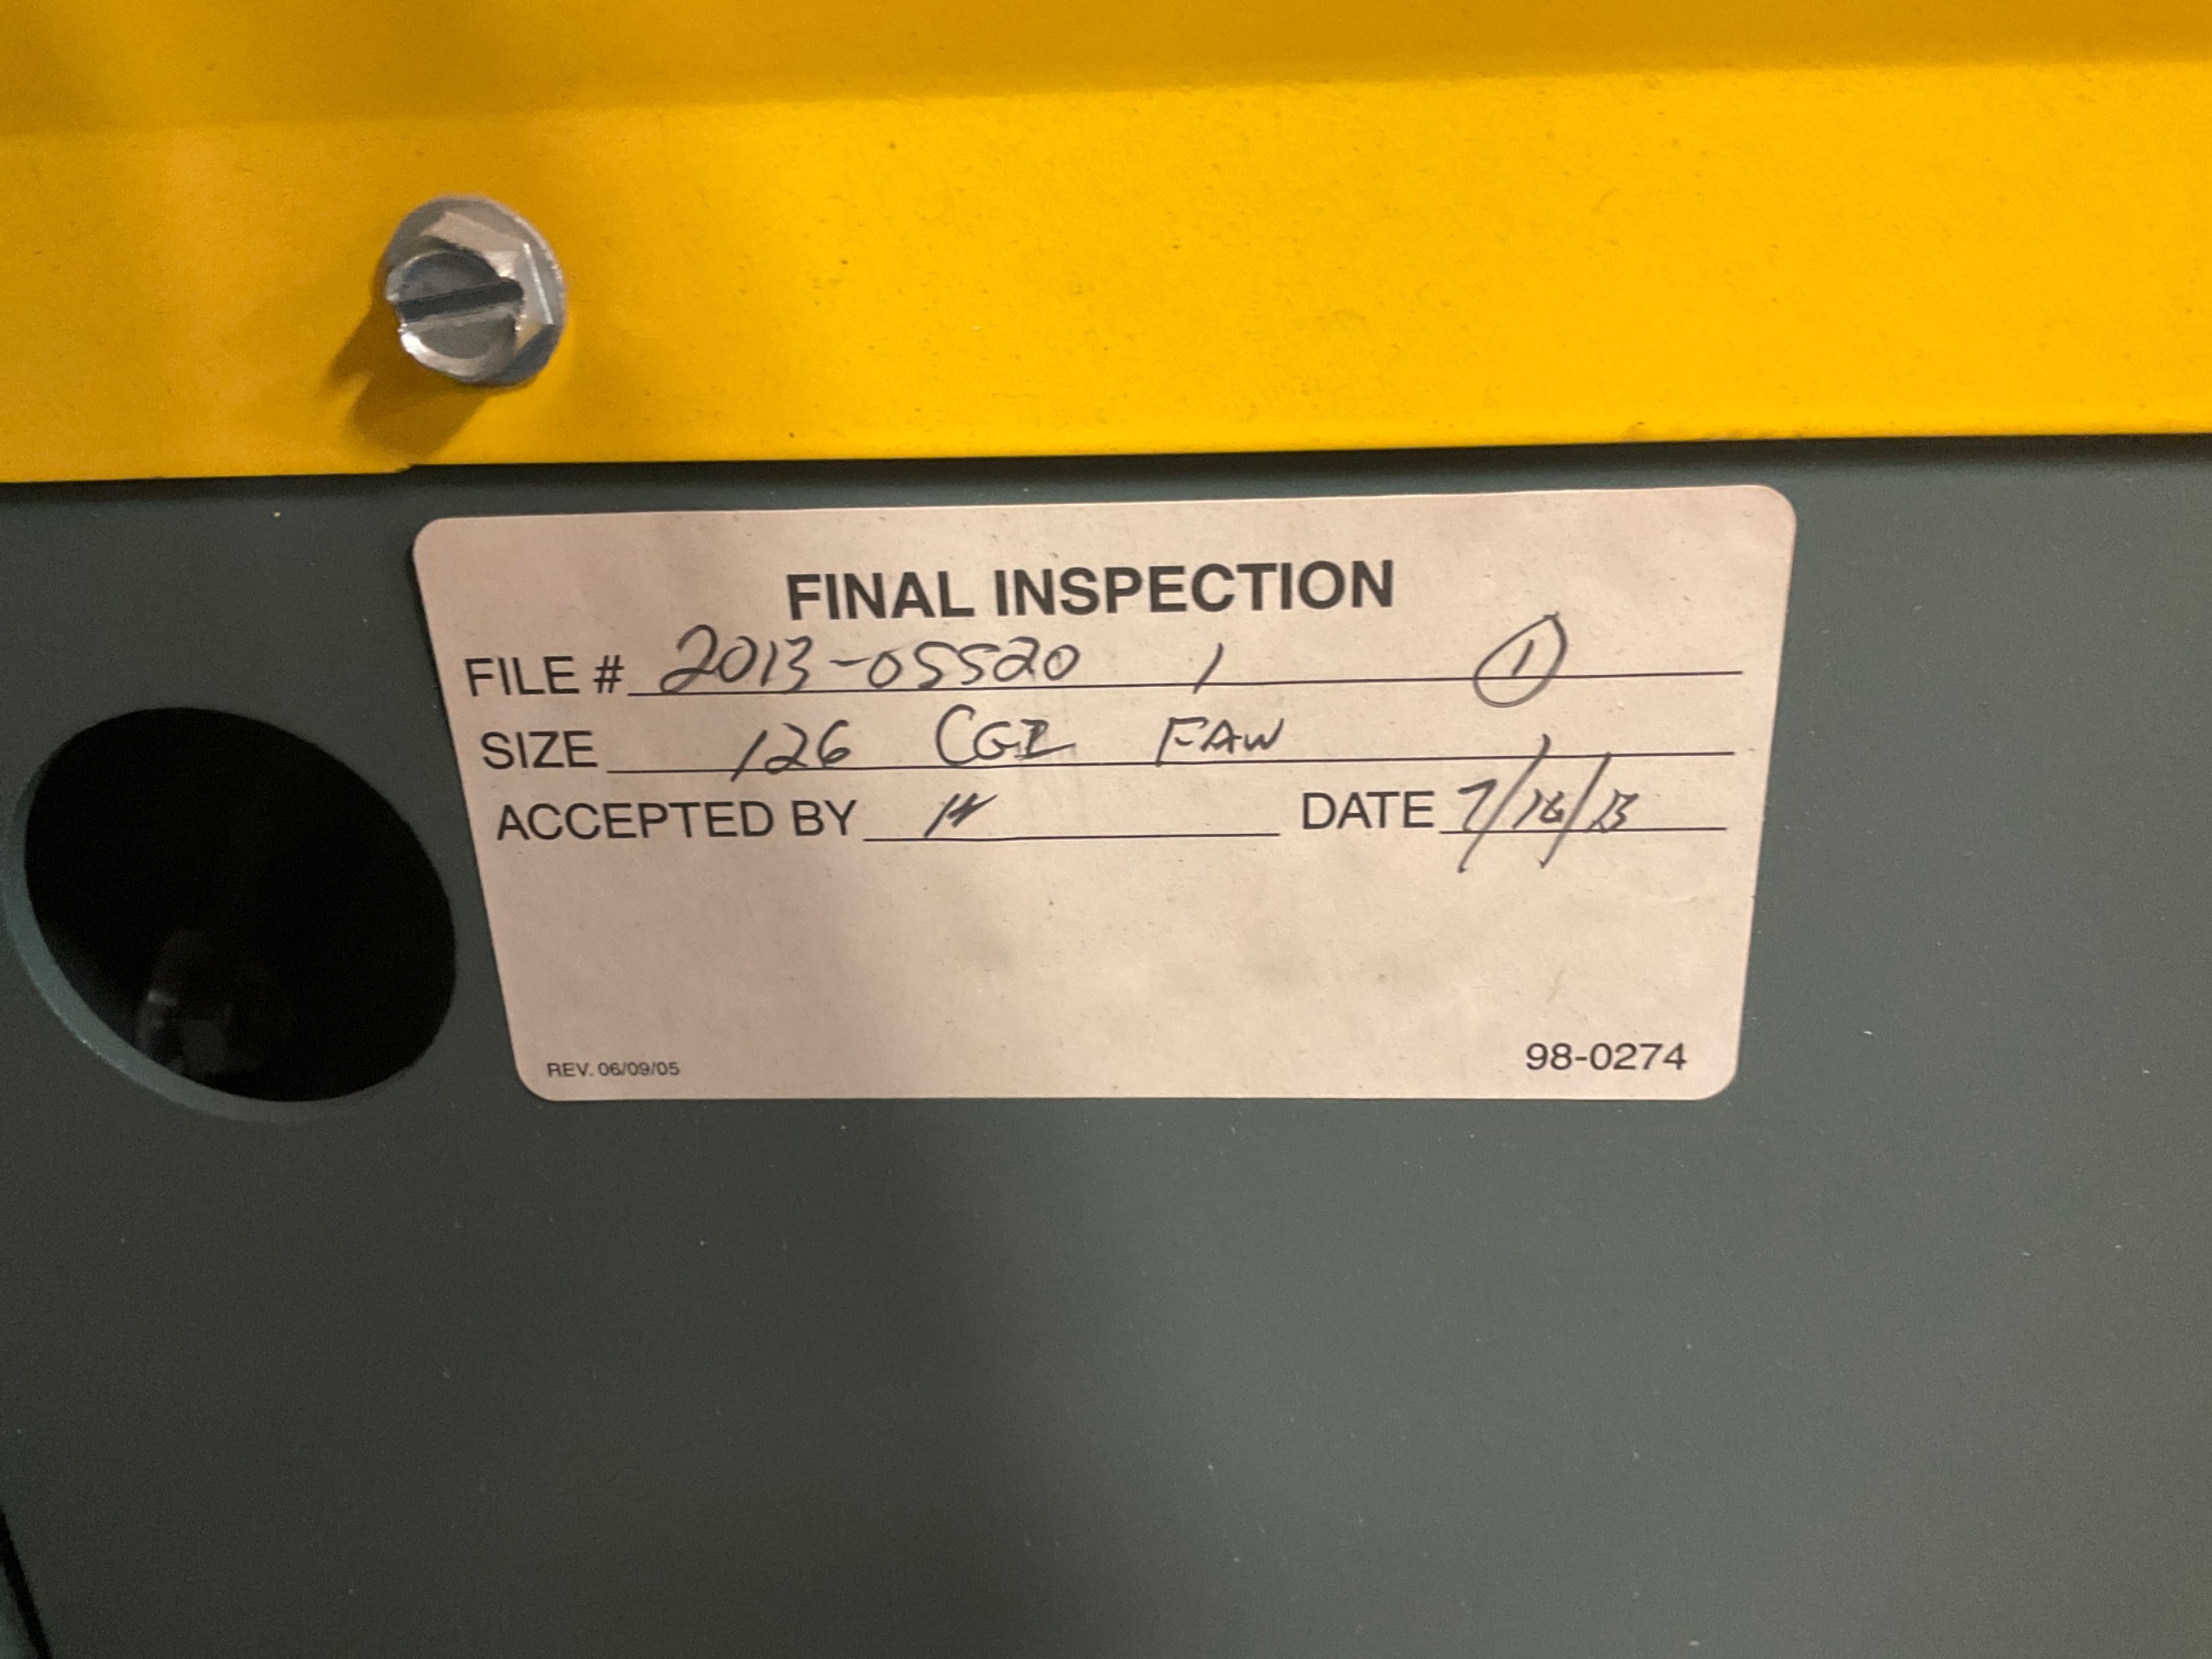 FINAL INSPECTION
FILE # 2013-05520 1 1
SIZE 126 CGI FAW
ACCEPTED BY DATE 7/16/13
REV. 06/09/05 98-0274